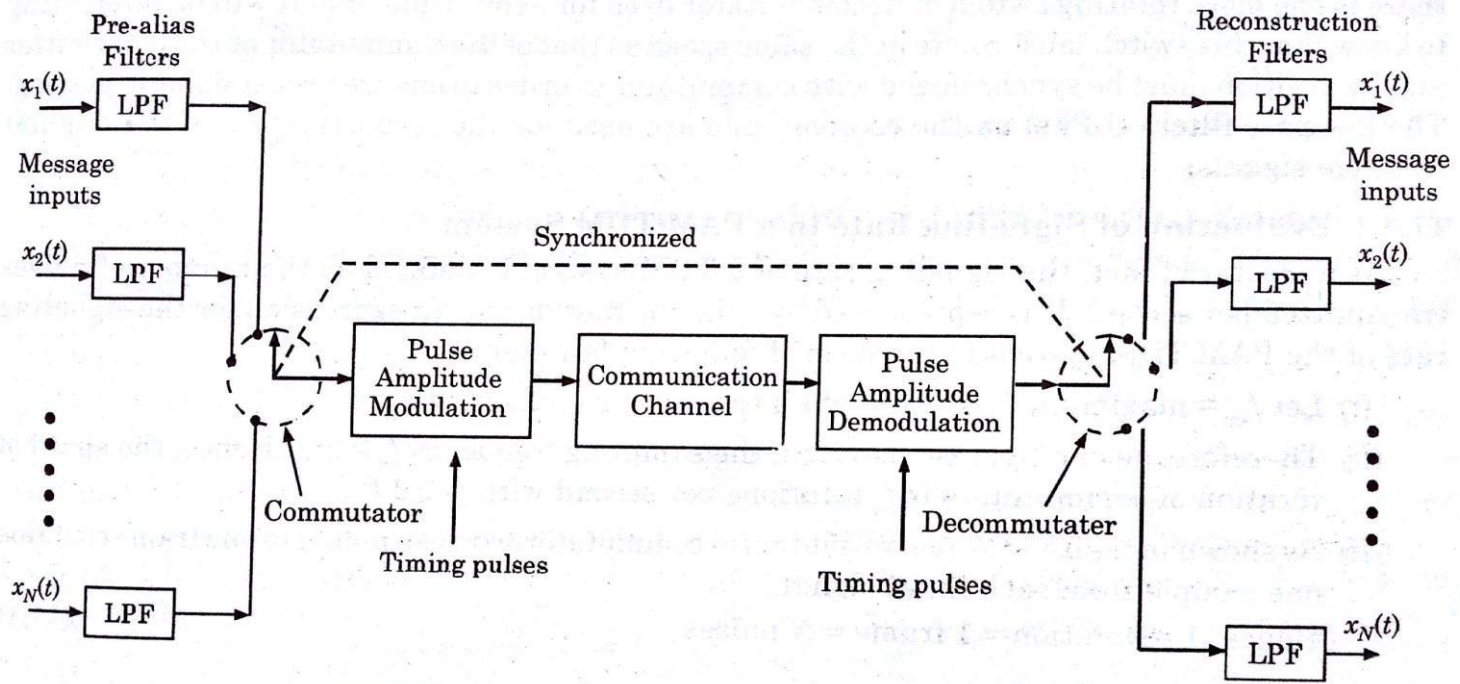 Pre-alias
Filters
x1(t)
LPF
Message
inputs
x2(t)
LPF
xN(t)
LPF
Synchronized
Pulse
Amplitude
Modulation
Communication
Channel
Pulse
Amplitude
Demodulation
Commutator
Timing pulses
Decommutater
Timing pulses
Reconstruction
Filters
LPF
x1(t)
Message
inputs
LPF
x2(t)
LPF
xN(t)